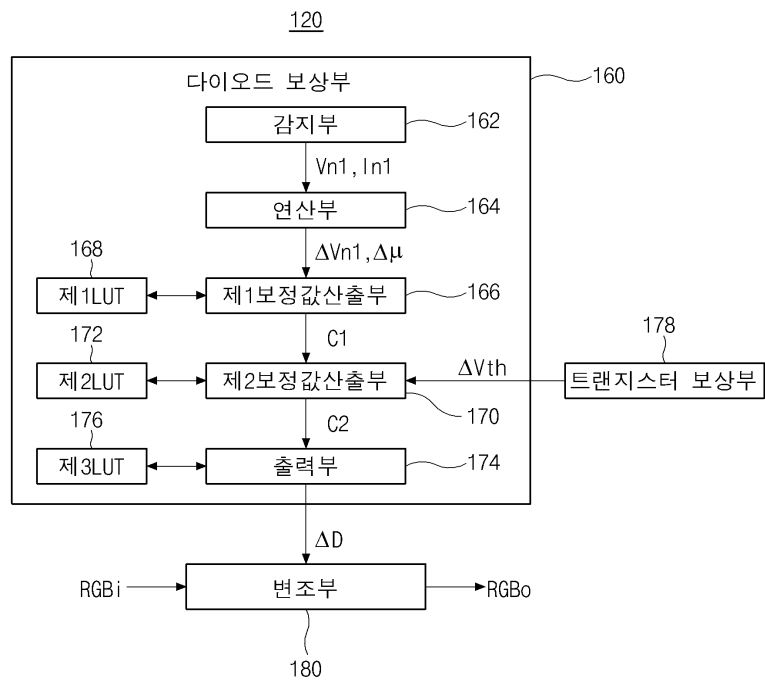 120
다이오드 보상부
160
감지부
162
Vn1,In1
연산부
164
ΔVn1,Δμ
168
제1LUT
제1보정값산출부
166
C1
172
178
제2LUT
제2보정값산출부
ΔVth
트랜지스터 보상부
170
C2
176
제3LUT
출력부
174
ΔD
RGBi
변조부
RGBo
180